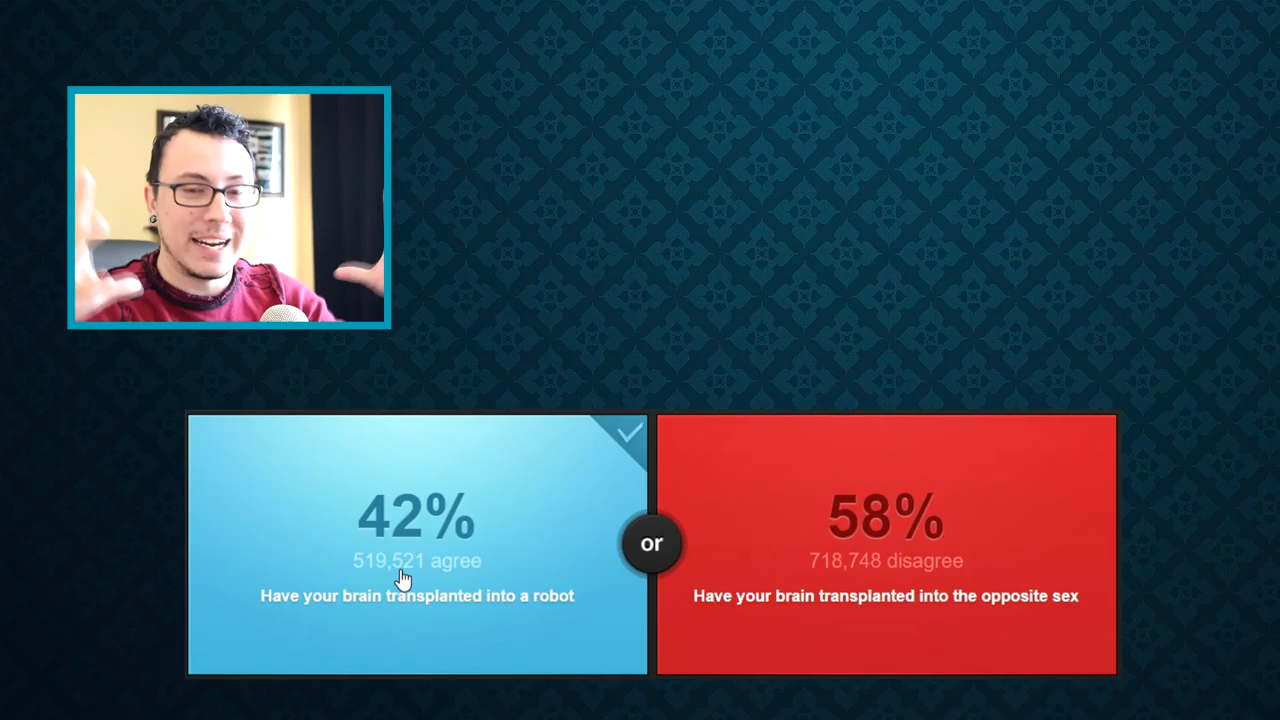 42%
519,521 agree
Have your brain transplanted into a robot
or
58%
718,748 disagree
Have your brain transplanted into the opposite sex